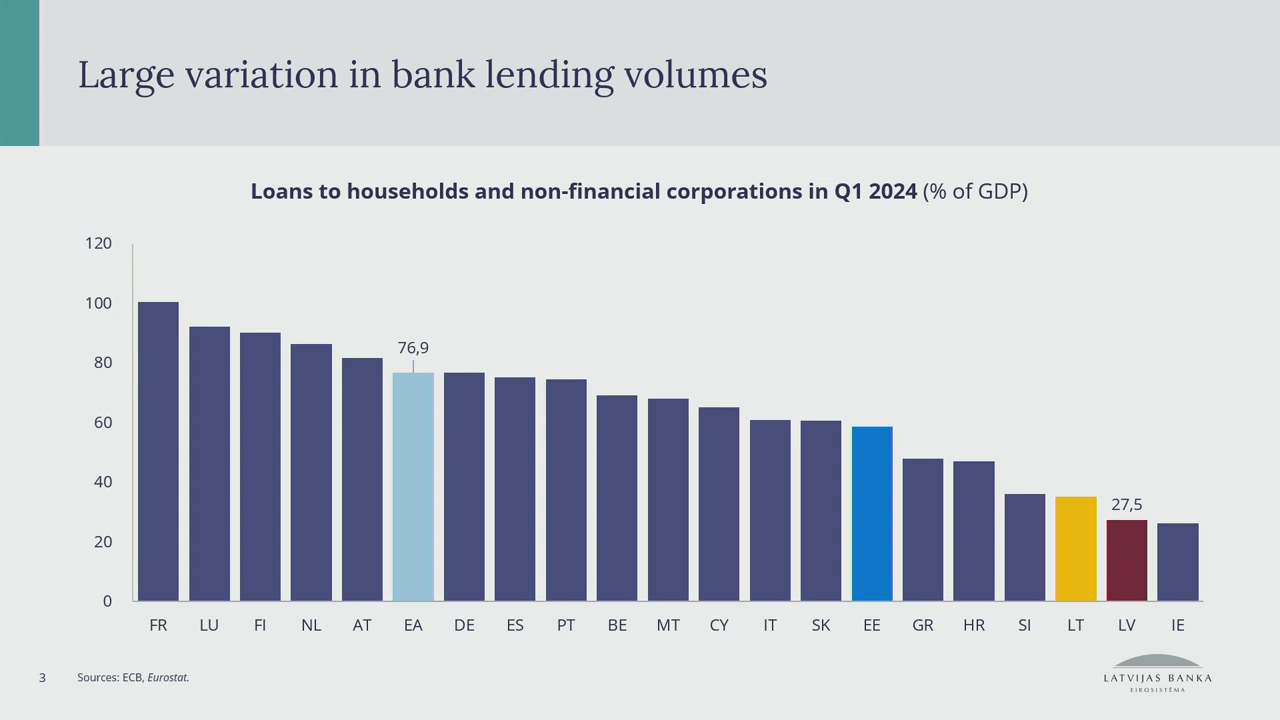 Large variation in bank lending volumes
Loans to households and non-financial corporations in Q1 2024 (% of GDP)
120
100
80
60
40
20
0
76,9
27,5
FR LU FI NL AT EA DE ES PT BE MT CY IT SK EE GR HR SI LT LV IE
3 Sources: ECB, Eurostat.
LATVIJAS BANKA
EIROSISTĒMA